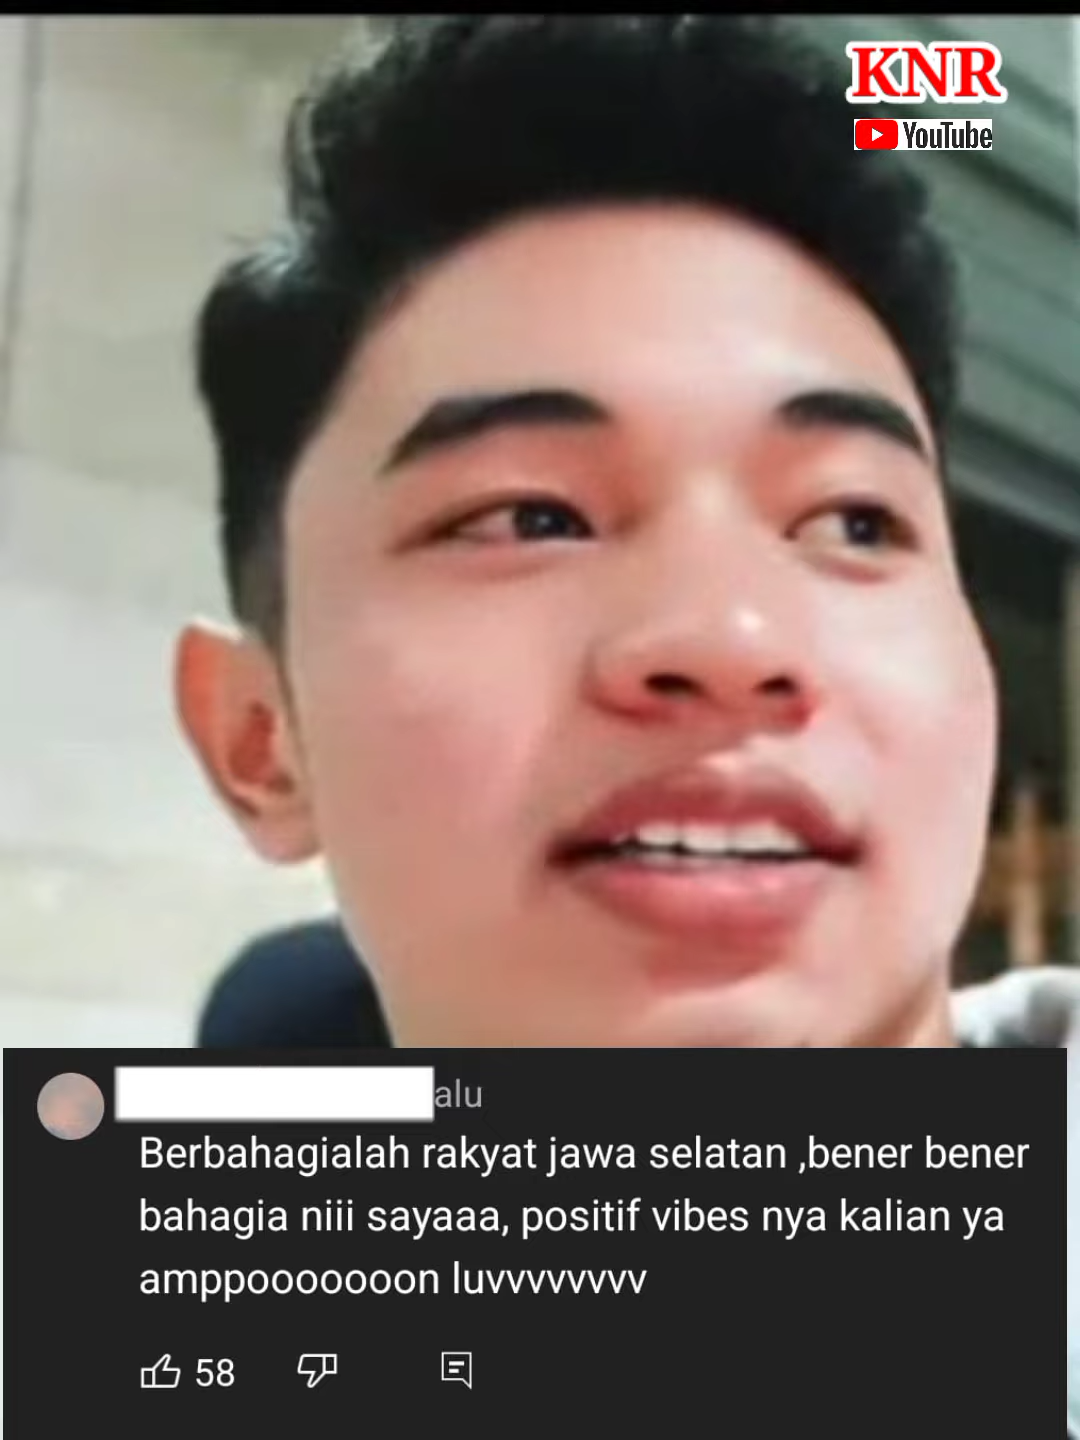 KNR
YouTube
alu
Berbahagialah rakyat jawa selatan ,bener bener
bahagia niii sayaaa, positif vibes nya kalian ya
amppooooooon luvvvvvvvv
58